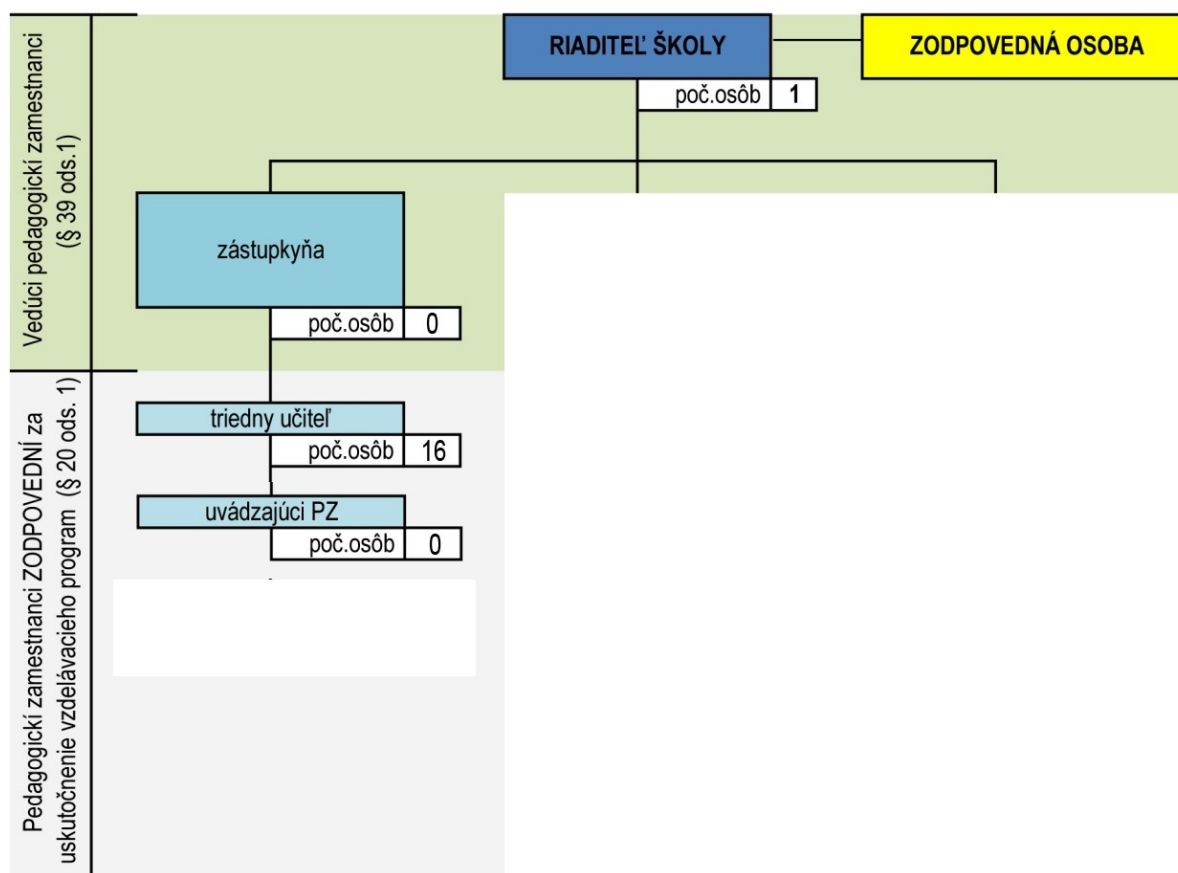 RIADITEĽ ŠKOLY
ZODPOVEDNÁ OSOBA
poč.osôb 1
Vedúci pedagogickí zamestnanci
(§ 39 ods.1)
zástupkyňa
poč.osôb 0
Pedagogickí zamestnanci ZODPOVEDNÍ za
uskutočnenie vzdelávacieho program (§ 20 ods. 1)
triedny učiteľ
poč.osôb 16
uvádzajúci PZ
poč.osôb 0